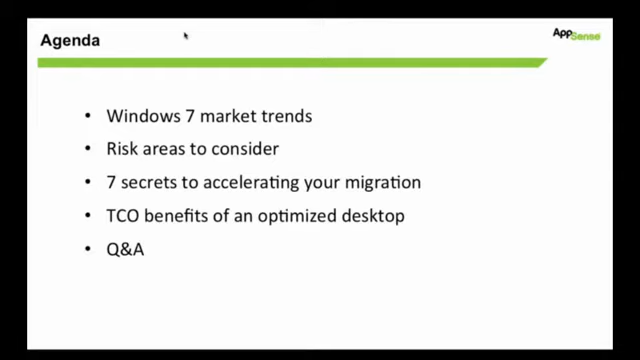 Agenda
AppSense
• Windows 7 market trends
• Risk areas to consider
• 7 secrets to accelerating your migration
• TCO benefits of an optimized desktop
• Q&A